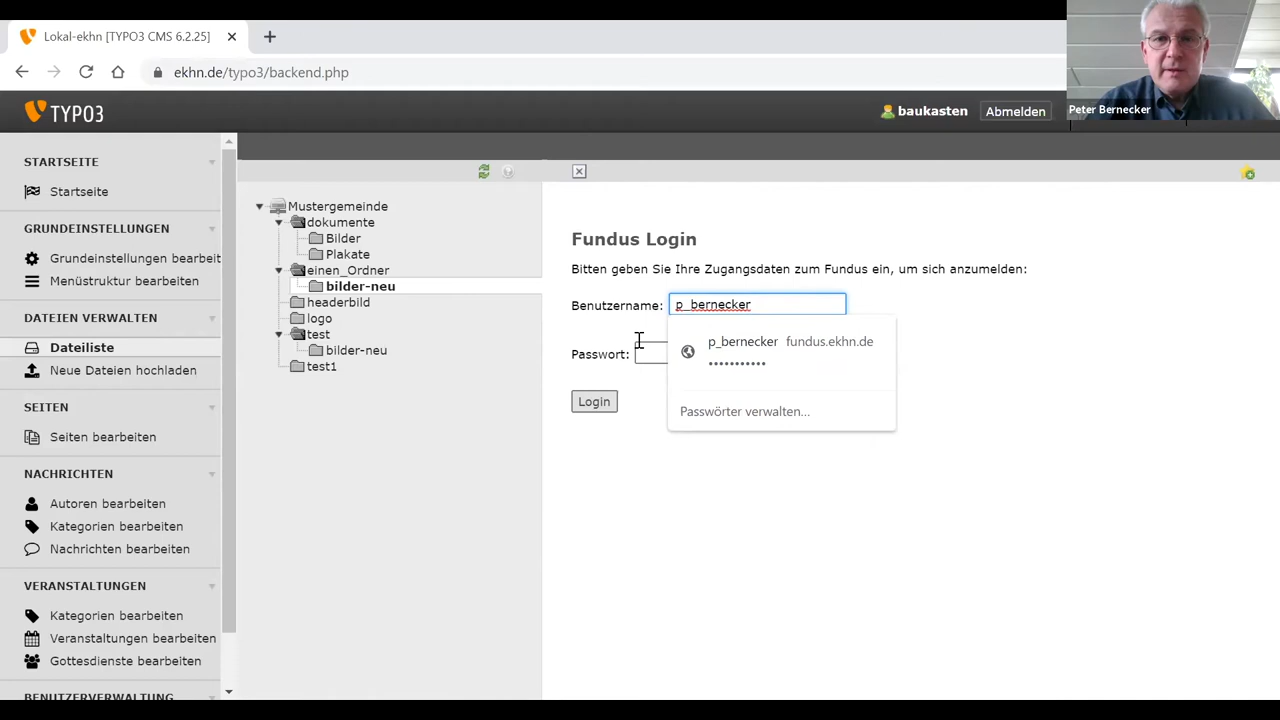 Lokal-ekhn [TYPO3 CMS 6.2.25]
ekhn.de/typo3/backend.php
Peter Bernecker
TYPO3
baukasten
Abmelden
STARTSEITE
Startseite
GRUNDEINSTELLUNGEN
Grundeinstellungen bearbeit
Menüstruktur bearbeiten
DATEIEN VERWALTEN
Dateiliste
Neue Dateien hochladen
SEITEN
Seiten bearbeiten
NACHRICHTEN
Autoren bearbeiten
Kategorien bearbeiten
Nachrichten bearbeiten
VERANSTALTUNGEN
Kategorien bearbeiten
Veranstaltungen bearbeiten
Gottesdienste bearbeiten
BENUTZERVERWALTUNG
Mustergemeinde
dokumente
Bilder
Plakate
einen_Ordner
bilder-neu
headerbild
logo
test
bilder-neu
test1
Fundus Login
Bitten geben Sie Ihre Zugangsdaten zum Fundus ein, um sich anzumelden:
Benutzername: p_bernecker
p_bernecker fundus.ekhn.de
•••••••••••
Passwort:
Passwörter verwalten...
Login